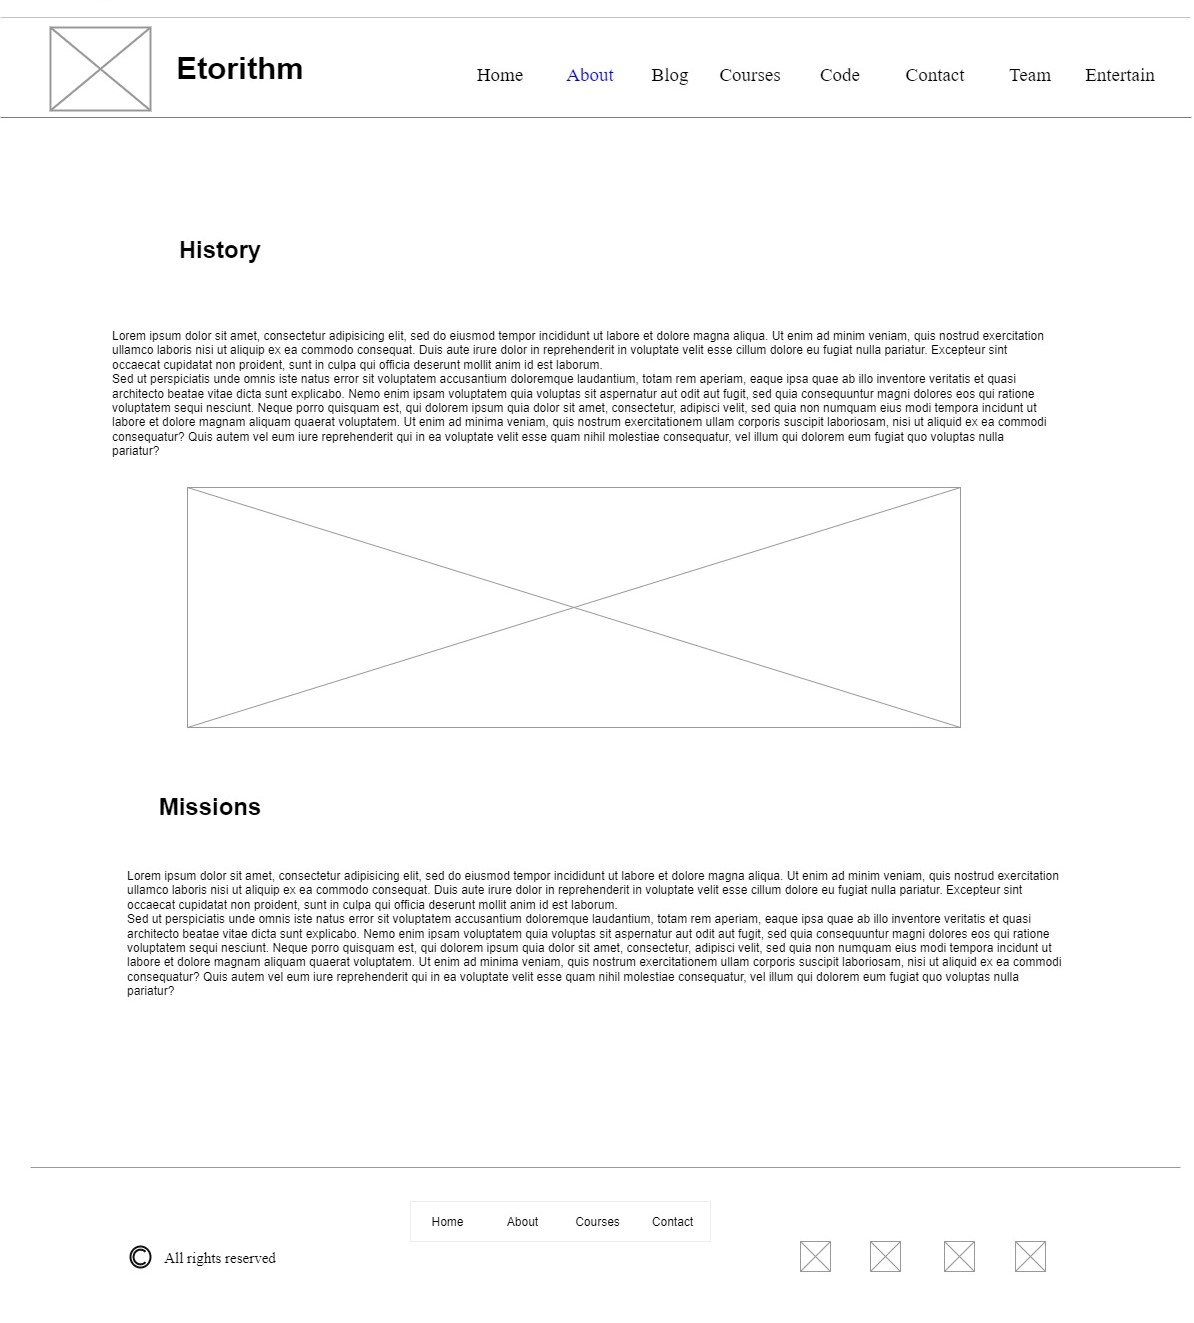 Etorithm
Home About Blog Courses Code Contact Team Entertain
History
Lorem ipsum dolor sit amet, consectetur adipisicing elit, sed do eiusmod tempor incididunt ut labore et dolore magna aliqua. Ut enim ad minim veniam, quis nostrud exercitation
ullamco laboris nisi ut aliquip ex ea commodo consequat. Duis aute irure dolor in reprehenderit in voluptate velit esse cillum dolore eu fugiat nulla pariatur. Excepteur sint
occaecat cupidatat non proident, sunt in culpa qui officia deserunt mollit anim id est laborum.
Sed ut perspiciatis unde omnis iste natus error sit voluptatem accusantium doloremque laudantium, totam rem aperiam, eaque ipsa quae ab illo inventore veritatis et quasi
architecto beatae vitae dicta sunt explicabo. Nemo enim ipsam voluptatem quia voluptas sit aspernatur aut odit aut fugit, sed quia consequuntur magni dolores eos qui ratione
voluptatem sequi nesciunt. Neque porro quisquam est, qui dolorem ipsum quia dolor sit amet, consectetur, adipisci velit, sed quia non numquam eius modi tempora incidunt ut
labore et dolore magnam aliquam quaerat voluptatem. Ut enim ad minima veniam, quis nostrum exercitationem ullam corporis suscipit laboriosam, nisi ut aliquid ex ea commodi
consequatur? Quis autem vel eum iure reprehenderit qui in ea voluptate velit esse quam nihil molestiae consequatur, vel illum qui dolorem eum fugiat quo voluptas nulla
pariatur?
Missions
Lorem ipsum dolor sit amet, consectetur adipisicing elit, sed do eiusmod tempor incididunt ut labore et dolore magna aliqua. Ut enim ad minim veniam, quis nostrud exercitation
ullamco laboris nisi ut aliquip ex ea commodo consequat. Duis aute irure dolor in reprehenderit in voluptate velit esse cillum dolore eu fugiat nulla pariatur. Excepteur sint
occaecat cupidatat non proident, sunt in culpa qui officia deserunt mollit anim id est laborum.
Sed ut perspiciatis unde omnis iste natus error sit voluptatem accusantium doloremque laudantium, totam rem aperiam, eaque ipsa quae ab illo inventore veritatis et quasi
architecto beatae vitae dicta sunt explicabo. Nemo enim ipsam voluptatem quia voluptas sit aspernatur aut odit aut fugit, sed quia consequuntur magni dolores eos qui ratione
voluptatem sequi nesciunt. Neque porro quisquam est, qui dolorem ipsum quia dolor sit amet, consectetur, adipisci velit, sed quia non numquam eius modi tempora incidunt ut
labore et dolore magnam aliquam quaerat voluptatem. Ut enim ad minima veniam, quis nostrum exercitationem ullam corporis suscipit laboriosam, nisi ut aliquid ex ea commodi
consequatur? Quis autem vel eum iure reprehenderit qui in ea voluptate velit esse quam nihil molestiae consequatur, vel illum qui dolorem eum fugiat quo voluptas nulla
pariatur?
Home About Courses Contact
© All rights reserved